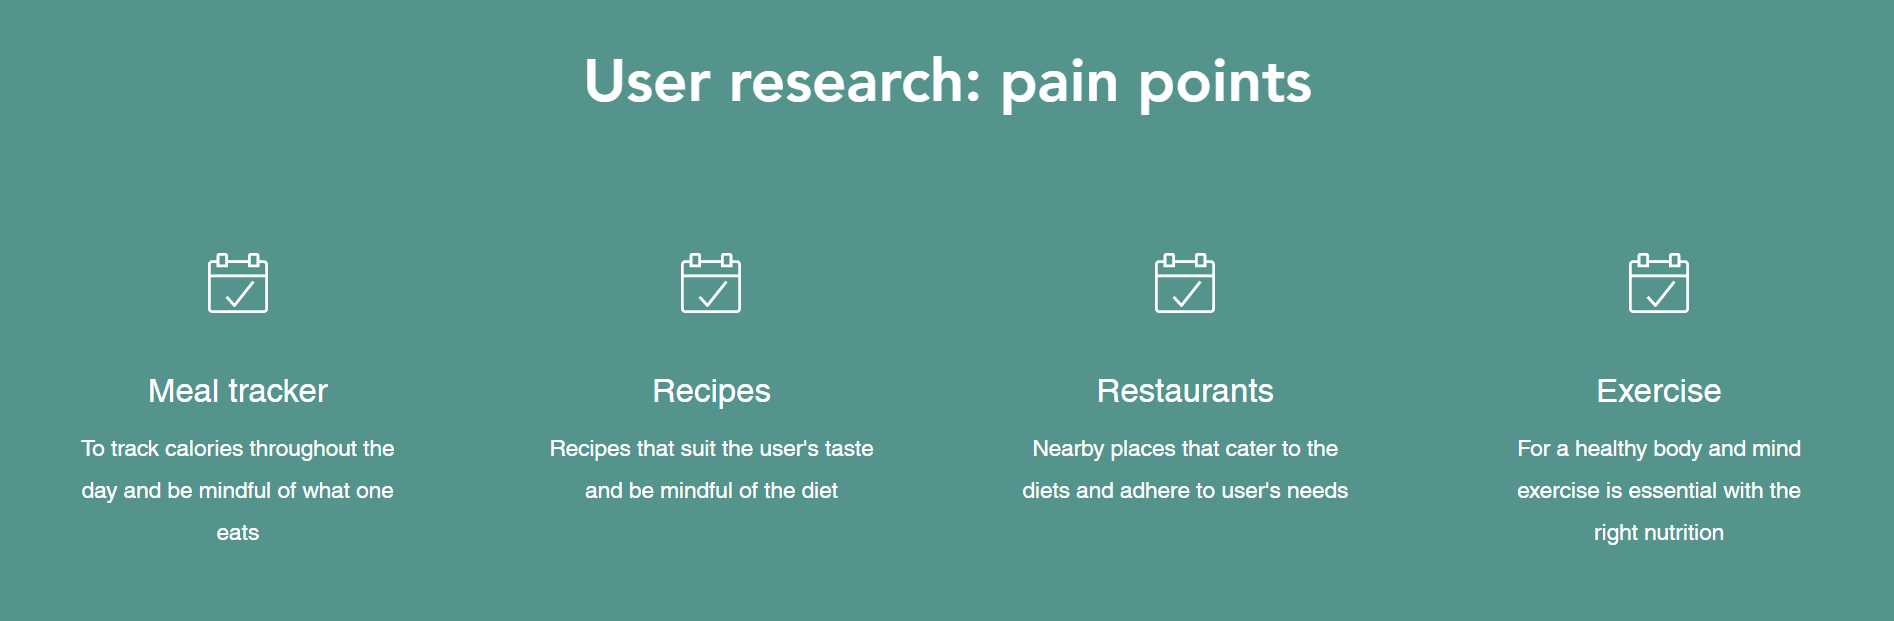 User research: pain points
Meal tracker
To track calories throughout the
day and be mindful of what one
eats
Recipes
Recipes that suit the user's taste
and be mindful of the diet
Restaurants
Nearby places that cater to the
diets and adhere to user's needs
Exercise
For a healthy body and mind
exercise is essential with the
right nutrition